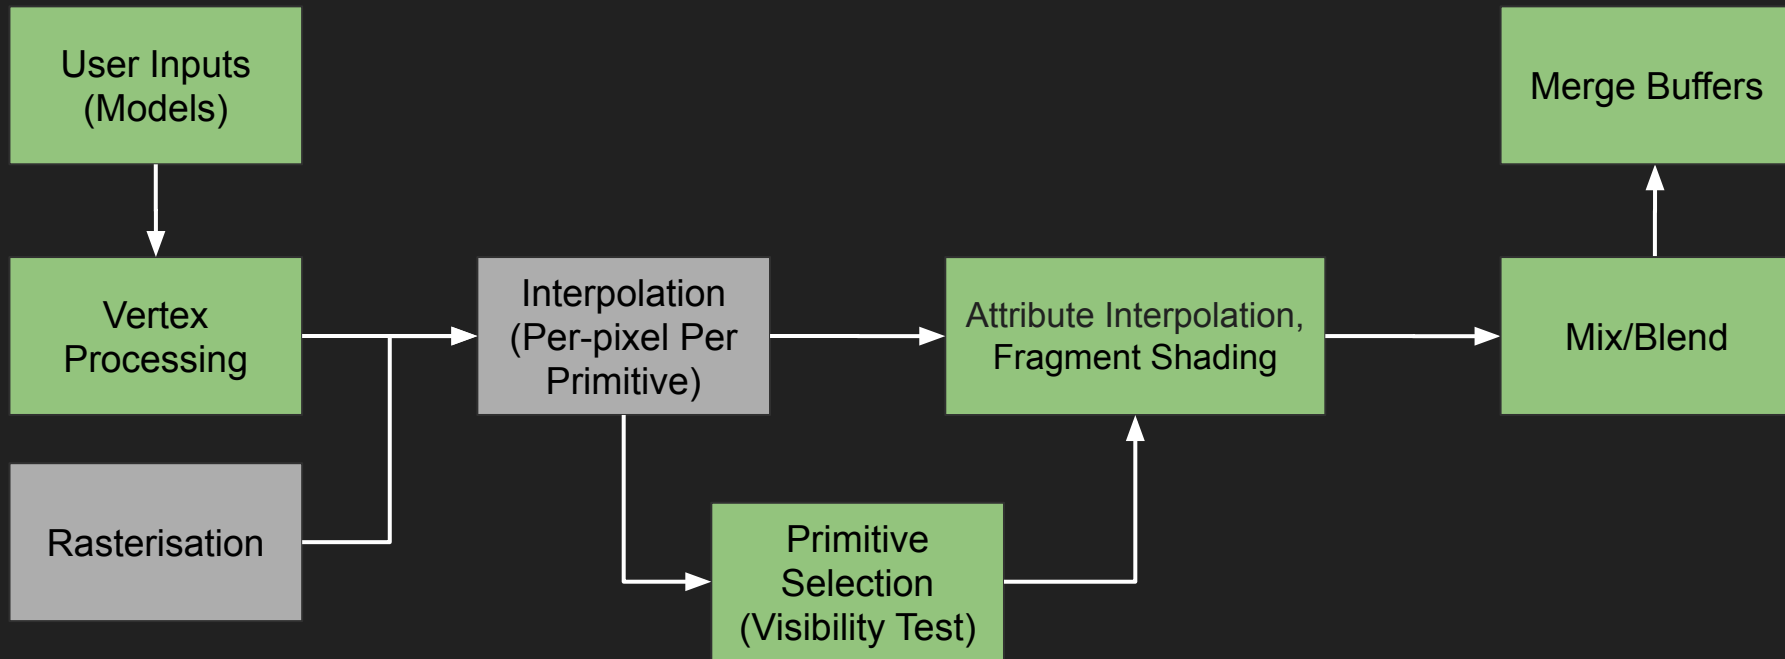 User Inputs
(Models)
Merge Buffers
Vertex
Processing
Interpolation
(Per-pixel Per
Primitive)
Attribute Interpolation,
Fragment Shading
Mix/Blend
Rasterisation
Primitive
Selection
(Visibility Test)